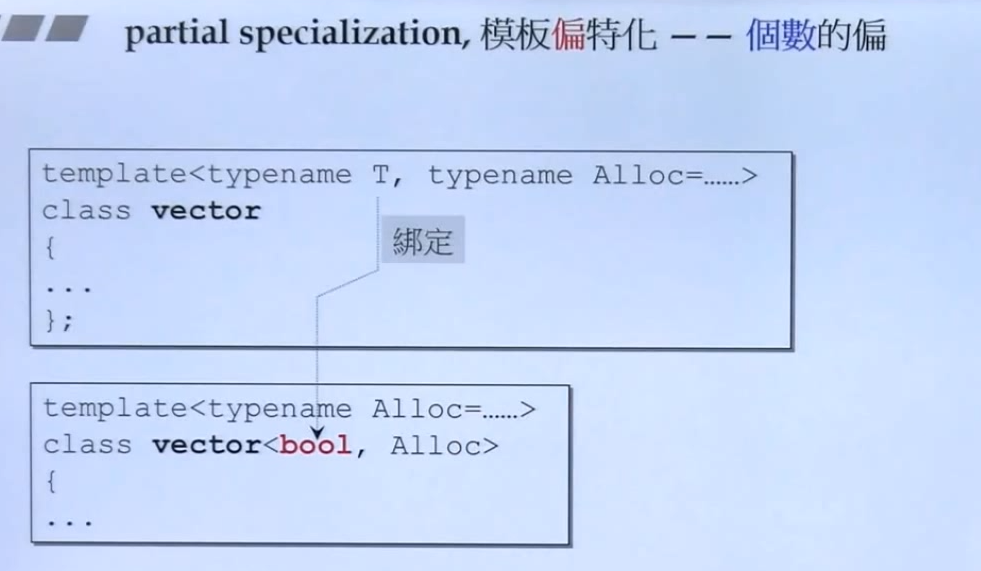 partial specialization, 模板偏特化 — — 個數的偏
template<typename T, typename Alloc=……>
class vector
{
綁定
...
};
template<typename Alloc=……>
class vector<bool, Alloc>
{
...